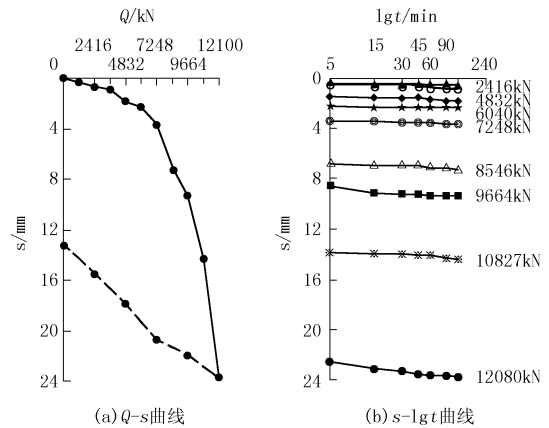 Q/kN
2416 7248 12100
0 4832 9664
4
8
12
16
20
24
s/mm
(a)Q-s曲线
lgt/min
15 45 90
5 30 60 240
0
4
8
12
16
20
24
s/mm
2416kN
4832kN
6040kN
7248kN
8546kN
9664kN
10827kN
12080kN
(b)s-lgt曲线